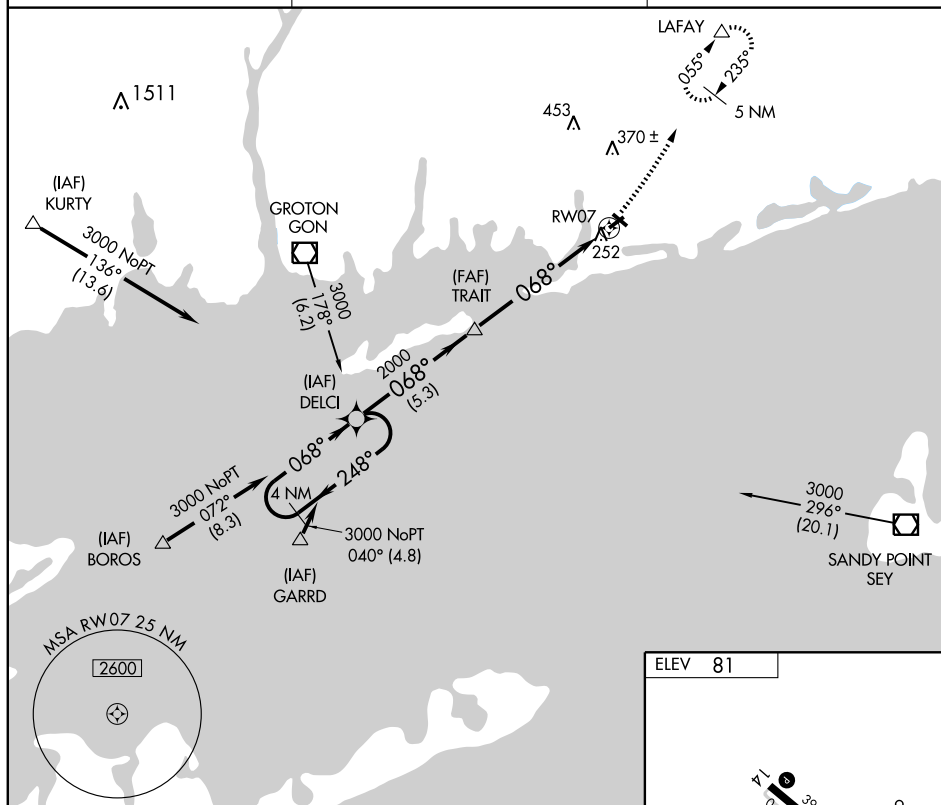 LAFAY
055°
235°
5 NM
1511
453
370 ±
(IAF)
KURTY
3000 NoPT
136°
(13.6)
GROTON
GON
3000
178°
(6.2)
RW07
252
(FAF)
TRAIT
068°
2000
068°
(5.3)
(IAF)
DELCI
068°
248°
4 NM
3000 NoPT
072°
(8.3)
(IAF)
BOROS
3000 NoPT
040° (4.8)
(IAF)
GARRD
3000
296°
(20.1)
SANDY POINT
SEY
MSA RW07 25 NM
2600
ELEV 81
14
P